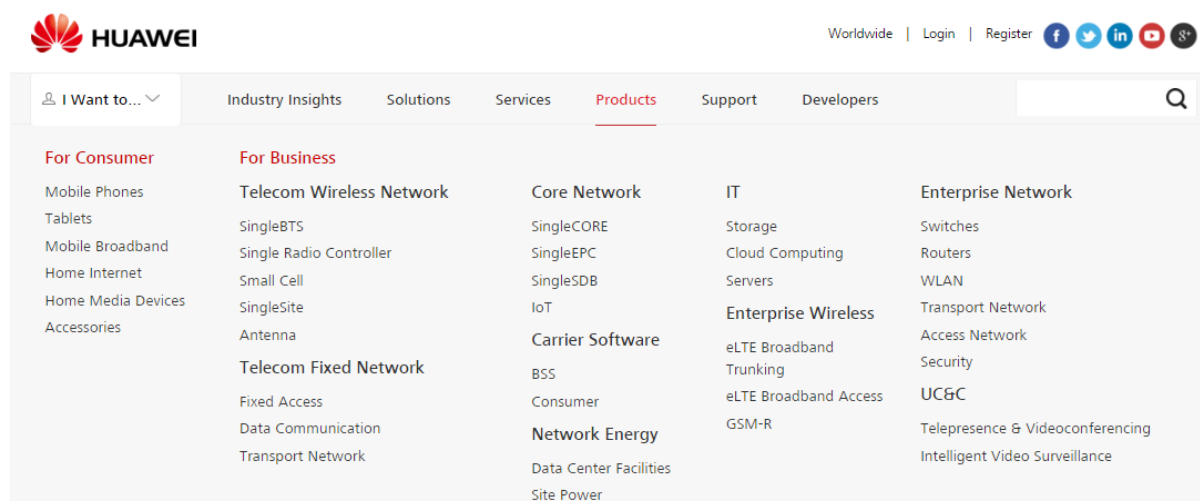 HUAWEI
Worldwide | Login | Register
I Want to...
Industry Insights
Solutions
Services
Products
Support
Developers
For Consumer
Mobile Phones
Tablets
Mobile Broadband
Home Internet
Home Media Devices
Accessories
For Business
Telecom Wireless Network
SingleBTS
Single Radio Controller
Small Cell
SingleSite
Antenna
Telecom Fixed Network
Fixed Access
Data Communication
Transport Network
Core Network
SingleCORE
SingleEPC
SingleSDB
IoT
Carrier Software
BSS
Consumer
Network Energy
Data Center Facilities
Site Power
IT
Storage
Cloud Computing
Servers
Enterprise Wireless
eLTE Broadband
Trunking
eLTE Broadband Access
GSM-R
Enterprise Network
Switches
Routers
WLAN
Transport Network
Access Network
Security
UC&C
Telepresence & Videoconferencing
Intelligent Video Surveillance